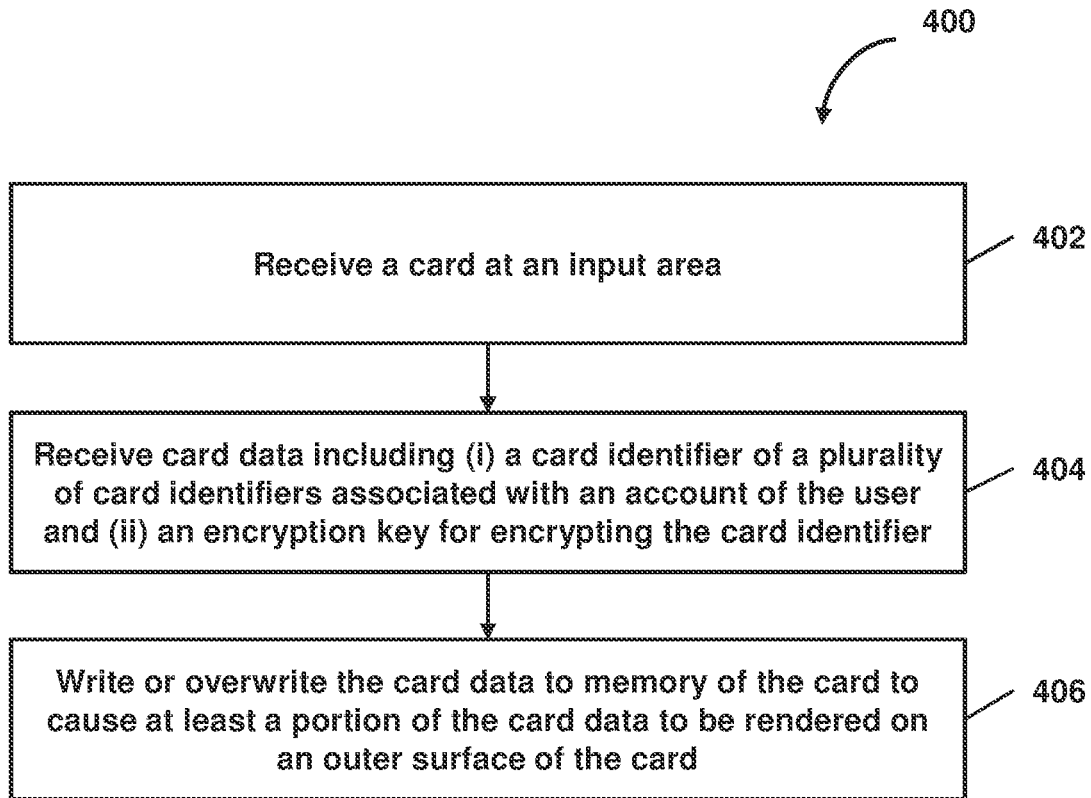 400
Receive a card at an input area
402
Receive card data including (i) a card identifier of a plurality
of card identifiers associated with an account of the user
and (ii) an encryption key for encrypting the card identifier
404
Write or overwrite the card data to memory of the card to
cause at least a portion of the card data to be rendered on
an outer surface of the card
406